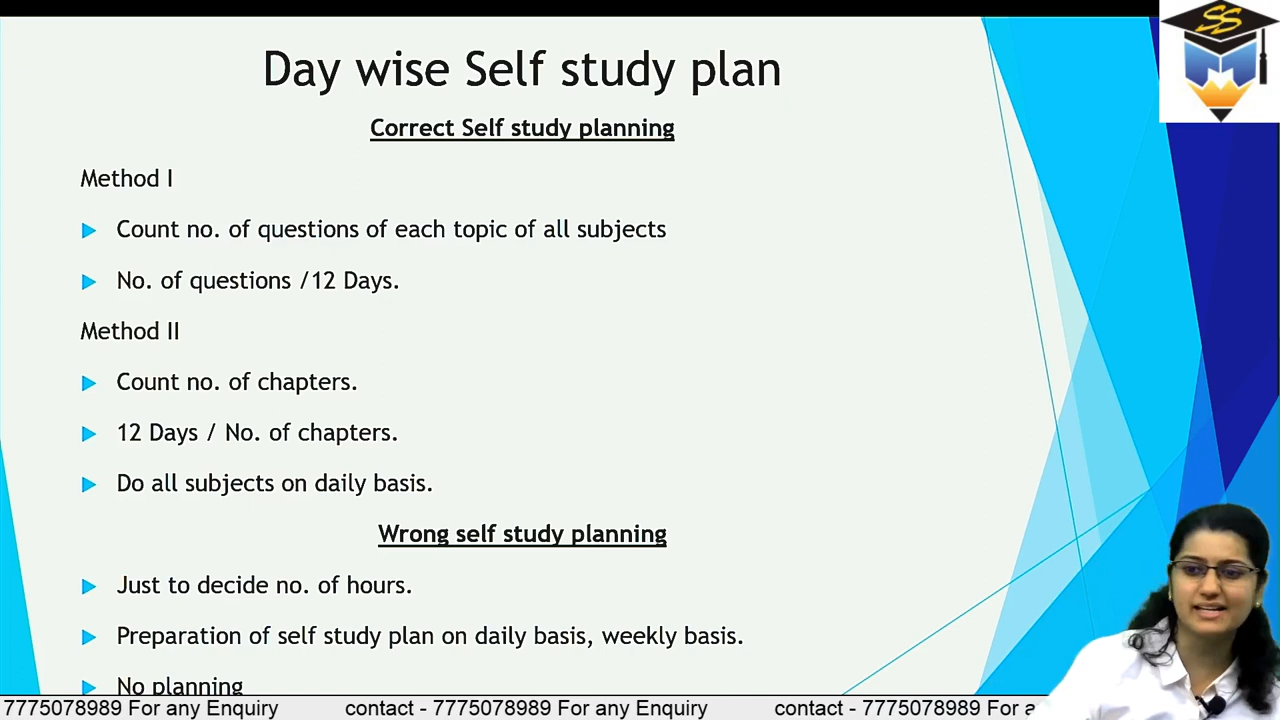 SS
Day wise Self study plan
Correct Self study planning
Method I
Count no. of questions of each topic of all subjects
No. of questions /12 Days.
Method II
Count no. of chapters.
12 Days / No. of chapters.
Do all subjects on daily basis.
Wrong self study planning
Just to decide no. of hours.
Preparation of self study plan on daily basis, weekly basis.
No planning
7775078989 For any Enquiry contact - 7775078989 For any Enquiry contact - 7775078989 For a